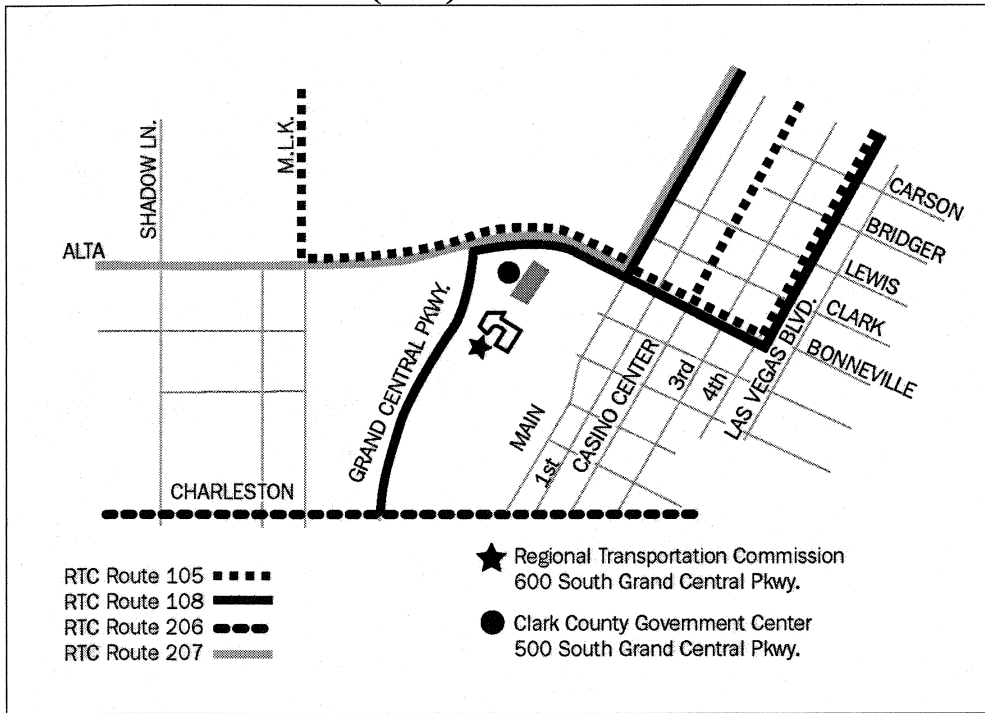 SHADOW LN.
M.L.K.
ALTA
CARSON
BRIDGER
LEWIS
CLARK
BONNEVILLE
GRAND CENTRAL PKWY.
MAIN
1st
CASINO CENTER
3rd
4th
LAS VEGAS BLVD.
CHARLESTON
RTC Route 105
RTC Route 108
RTC Route 206
RTC Route 207
Regional Transportation Commission
600 South Grand Central Pkwy.
Clark County Government Center
500 South Grand Central Pkwy.